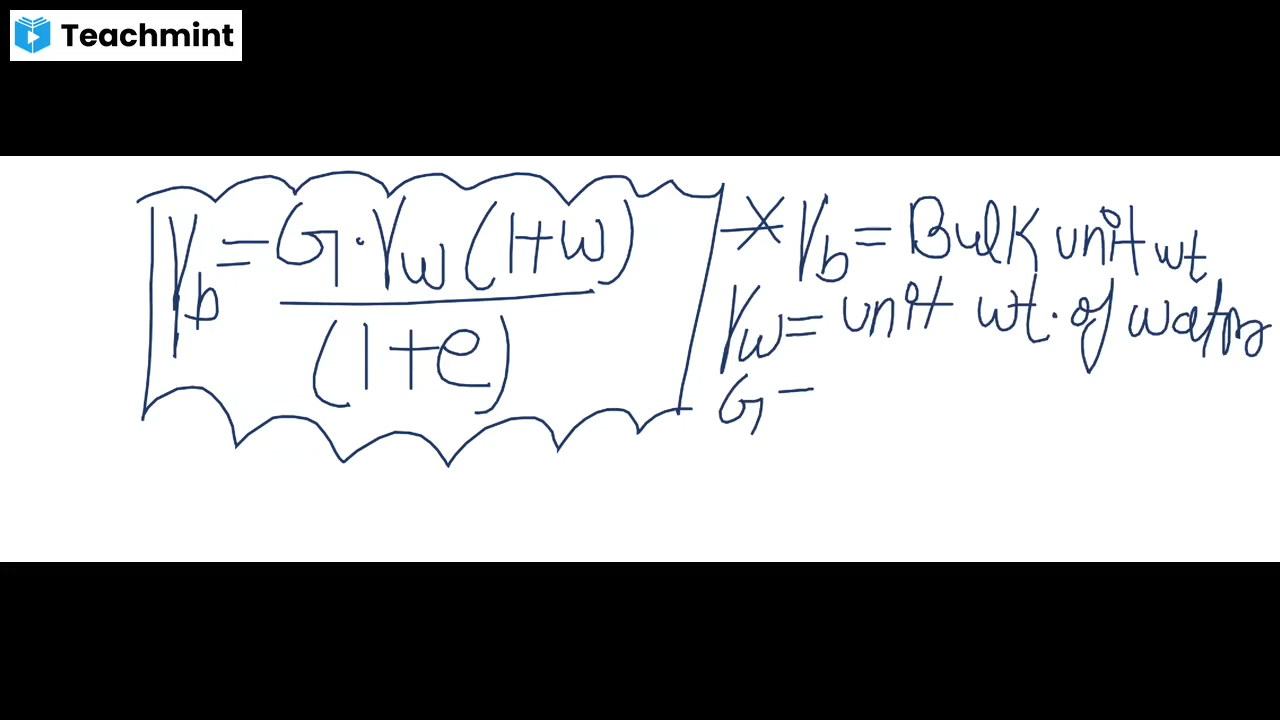 Teachmint
γb = G·γw(1+w)
(1+e)
* γb = Bulk unit wt
γw = unit wt. of water
G –